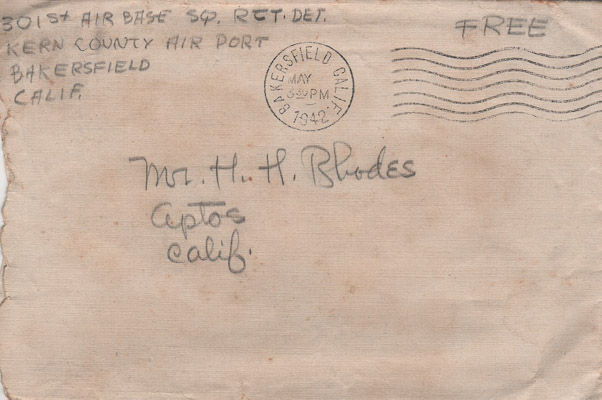 301st AIR BASE SQ. RCT. DET.
KERN COUNTY AIR PORT
BAKERSFIELD
CALIF.
FREE
BAKERSFIELD CALIF.
MAY
PM
1942
Mr. H. H. Rhodes
Aptos
Calif.